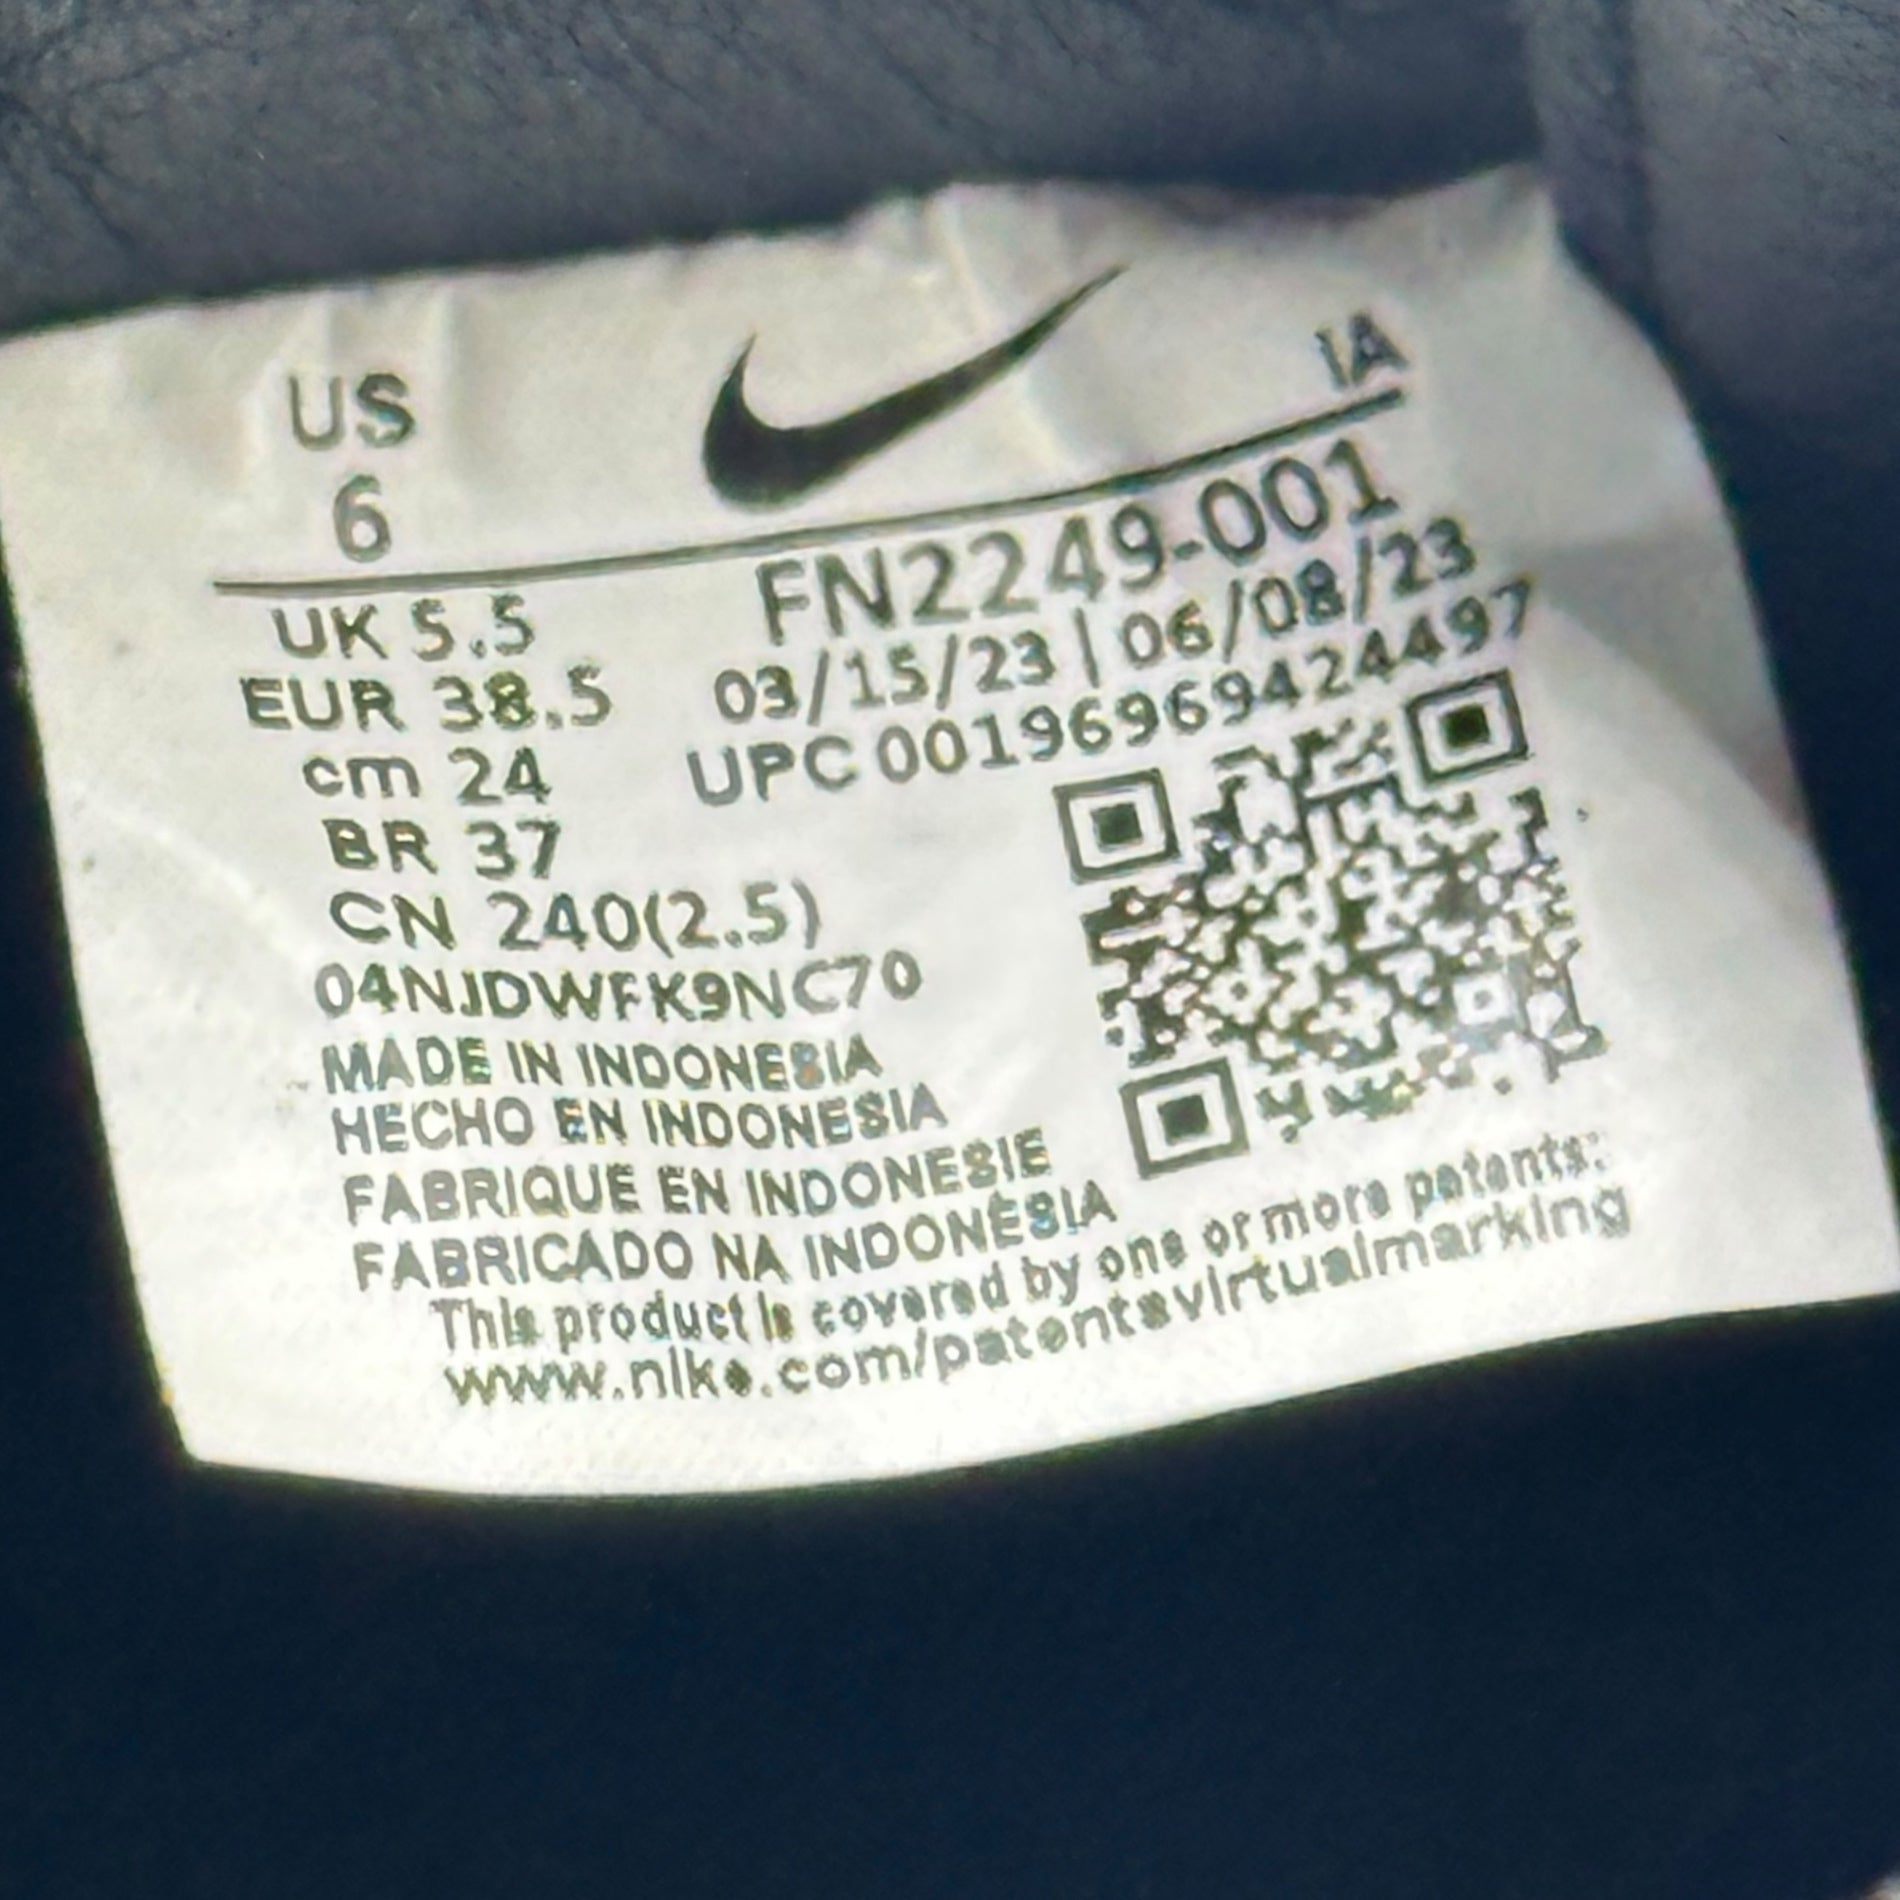 US
6
IA
UK 5.5
EUR 38.5
cm 24
BR 37
CN 240(2.5)
FN2249-001
03/15/23 | 06/08/23
UPC 00196969424497
04NJDWFK9NC70
MADE IN INDONESIA
HECHO EN INDONESIA
FABRIQUE EN INDONESIE
FABRICADO NA INDONÉSIA
This product is covered by one or more patents:
www.nike.com/patentsvirtualmarking